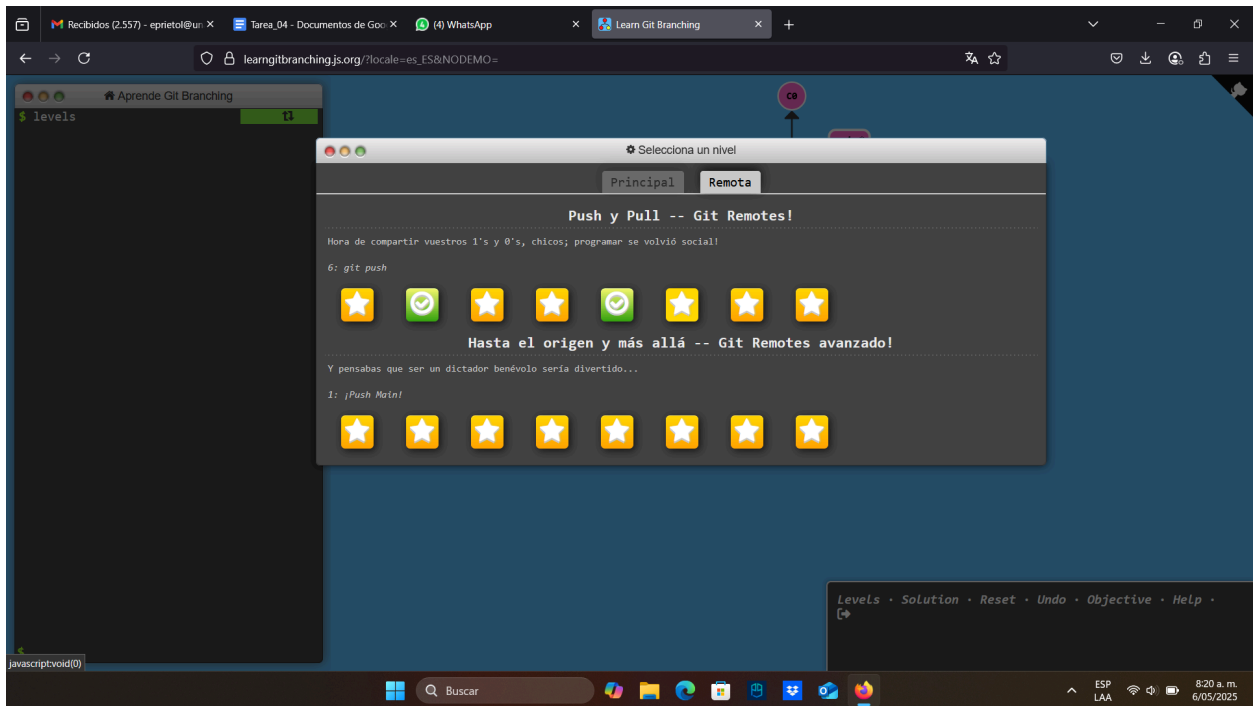 Recibidos (2.557) - eprietol@un
Tarea_04 - Documentos de Goo
(4) WhatsApp
Learn Git Branching
learngitbranching.js.org/?locale=es_ES&NODEMO=
Aprende Git Branching
$ levels
c0
Selecciona un nivel
Principal
Remota
Push y Pull -- Git Remotes!
Hora de compartir vuestros 1's y 0's, chicos; programar se volvió social!
6: git push
Hasta el origen y más allá -- Git Remotes avanzado!
Y pensabas que ser un dictador benévolo sería divertido...
1: ¡Push Main!
Levels · Solution · Reset · Undo · Objective · Help ·
$
javascript:void(0)
Buscar
ESP
LAA
8:20 a. m.
6/05/2025